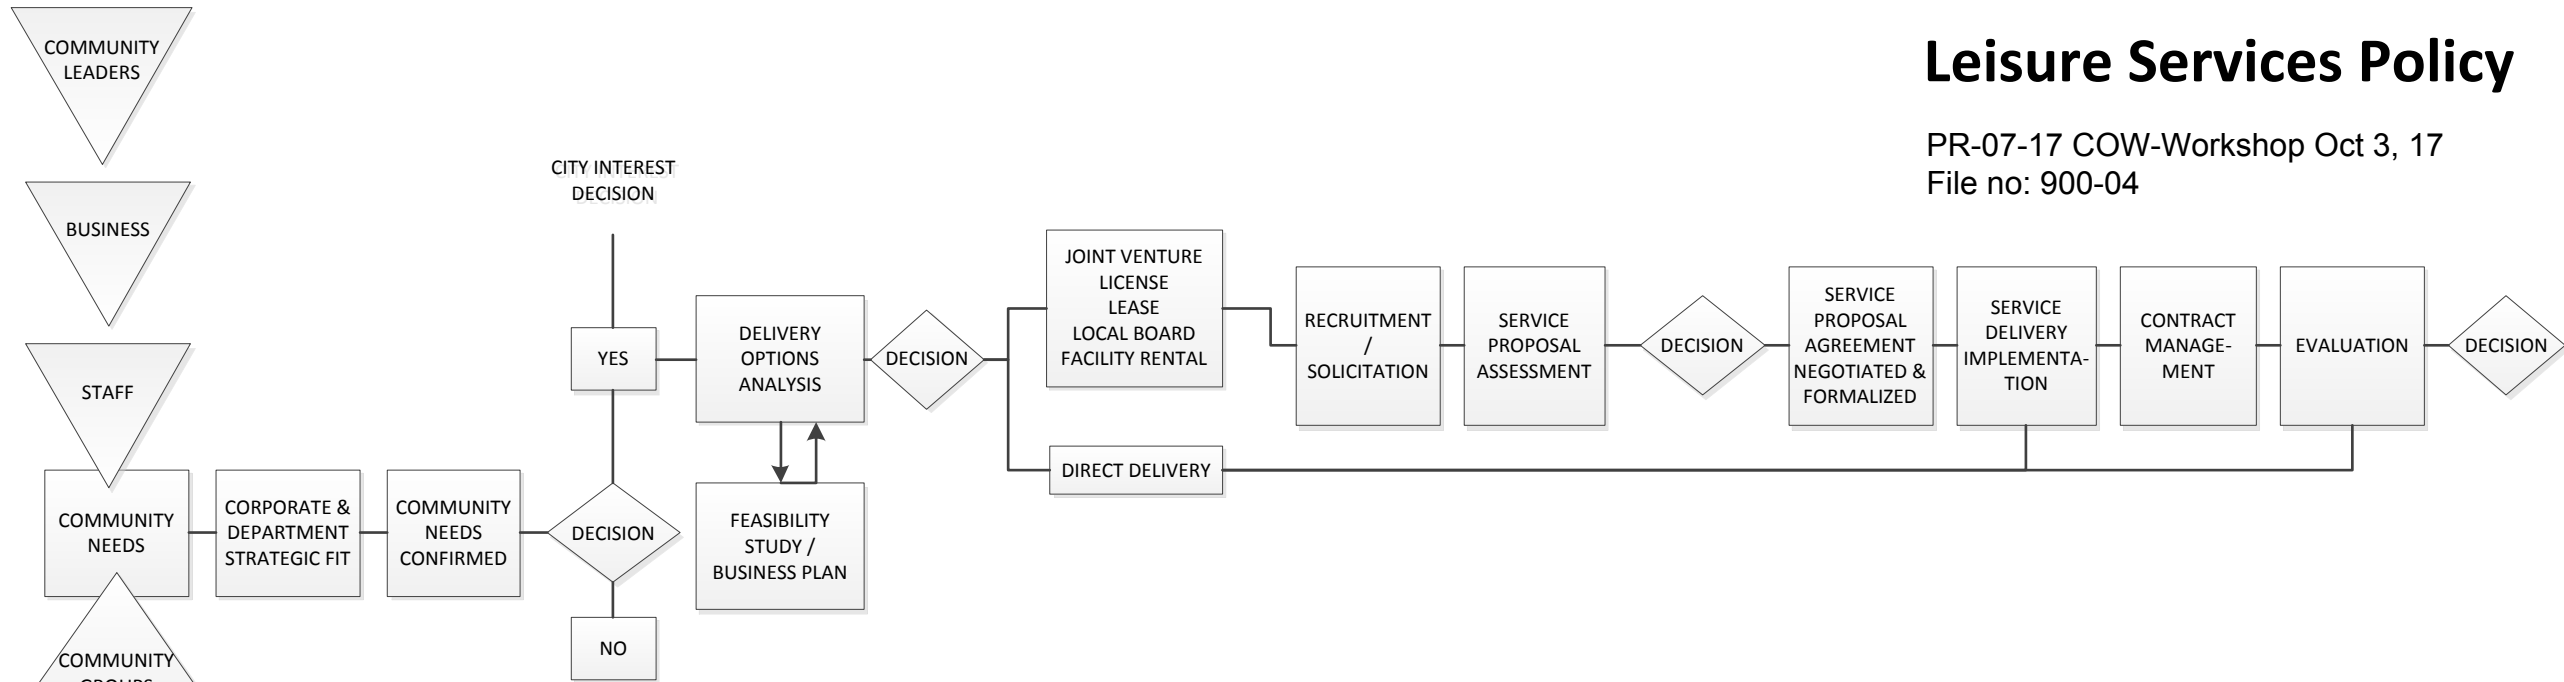 Leisure Services Policy
PR-07-17 COW-Workshop Oct 3, 17
File no: 900-04
COMMUNITY
LEADERS
BUSINESS
STAFF
COMMUNITY
NEEDS
COMMUNITY
CORPORATE &
DEPARTMENT
STRATEGIC FIT
COMMUNITY
NEEDS
CONFIRMED
CITY INTEREST
DECISION
YES
DECISION
NO
DELIVERY
OPTIONS
ANALYSIS
FEASIBILITY
STUDY /
BUSINESS PLAN
DECISION
JOINT VENTURE
LICENSE
LEASE
LOCAL BOARD
FACILITY RENTAL
DIRECT DELIVERY
RECRUITMENT
/
SOLICITATION
SERVICE
PROPOSAL
ASSESSMENT
DECISION
SERVICE
PROPOSAL
AGREEMENT
NEGOTIATED &
FORMALIZED
SERVICE
DELIVERY
IMPLEMENTA-
TION
CONTRACT
MANAGE-
MENT
EVALUATION
DECISION